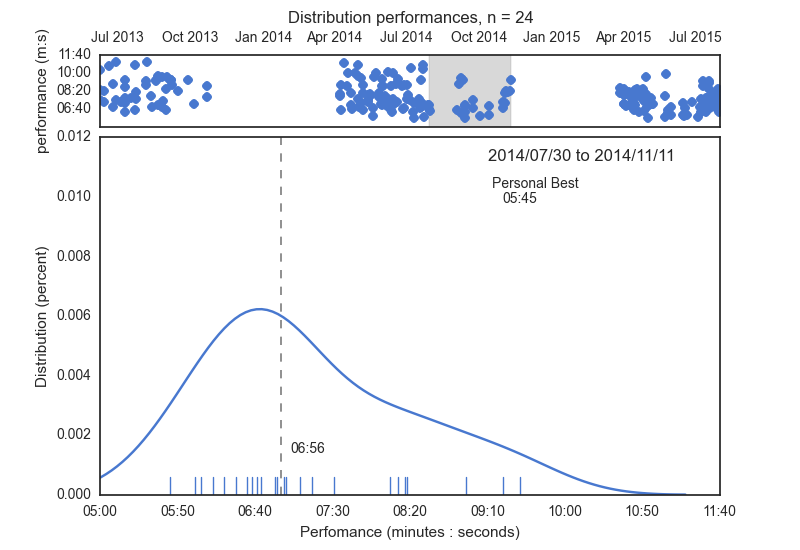 Distribution performances, n = 24
Jul 2013 Oct 2013 Jan 2014 Apr 2014 Jul 2014 Oct 2014 Jan 2015 Apr 2015 Jul 2015
performance (m:s)
11:40
10:00
08:20
06:40
Distribution (percent)
0.012
0.010
0.008
0.006
0.004
0.002
0.000
2014/07/30 to 2014/11/11
Personal Best
05:45
06:56
05:00 05:50 06:40 07:30 08:20 09:10 10:00 10:50 11:40
Perfomance (minutes : seconds)